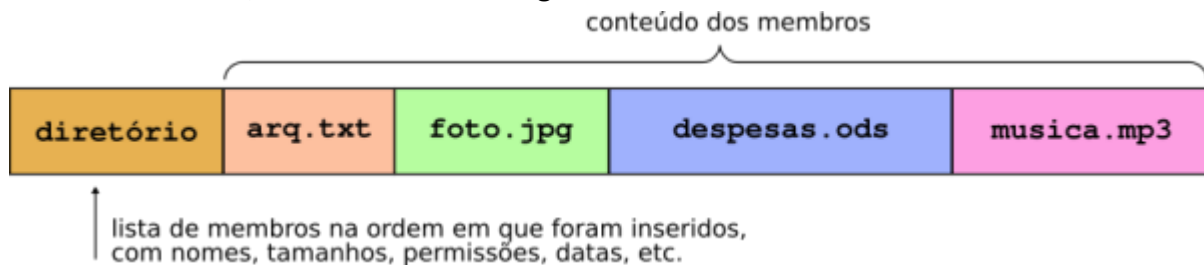 conteúdo dos membros
diretório arq.txt foto.jpg despesas.ods musica.mp3
lista de membros na ordem em que foram inseridos,
com nomes, tamanhos, permissões, datas, etc.